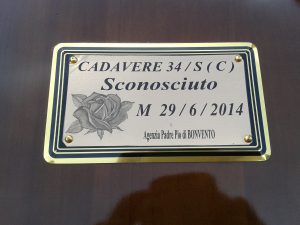 CADAVERE 34 / S ( C )
Sconosciuto
M 29 / 6 / 2014
Agenzia Padre Pio di BONVENTO